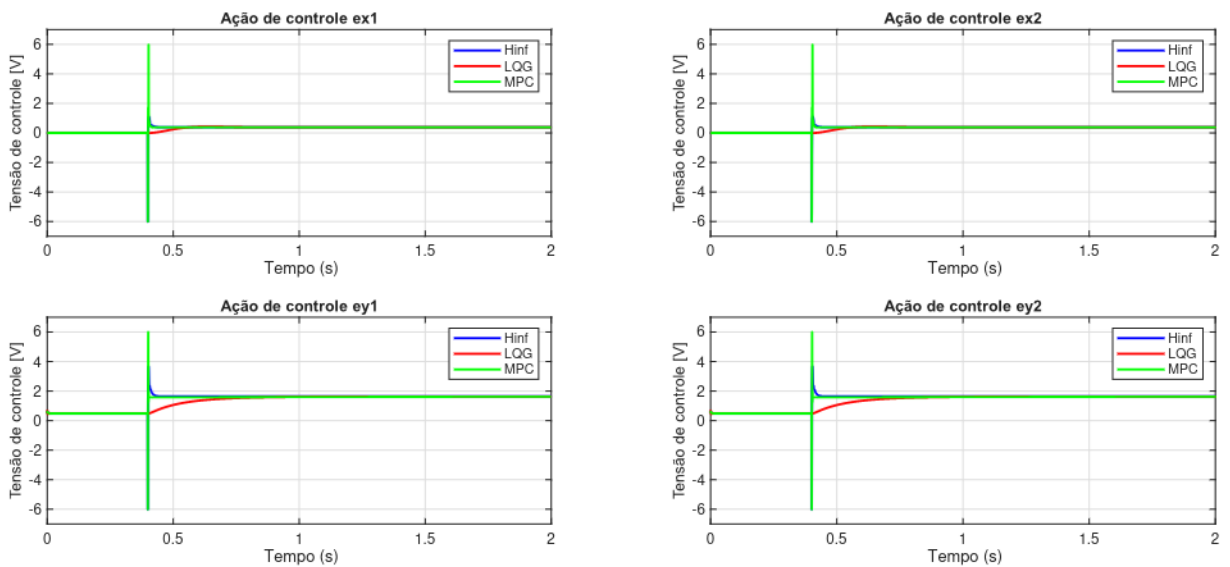 Ação de controle ex1
Tensão de controle [V]
6
4
2
0
-2
-4
-6
Hinf
LQG
MPC
0 0.5 1 1.5 2
Tempo (s)
Ação de controle ex2
Tensão de controle [V]
6
4
2
0
-2
-4
-6
Hinf
LQG
MPC
0 0.5 1 1.5 2
Tempo (s)
Ação de controle ey1
Tensão de controle [V]
6
4
2
0
-2
-4
-6
Hinf
LQG
MPC
0 0.5 1 1.5 2
Tempo (s)
Ação de controle ey2
Tensão de controle [V]
6
4
2
0
-2
-4
-6
Hinf
LQG
MPC
0 0.5 1 1.5 2
Tempo (s)